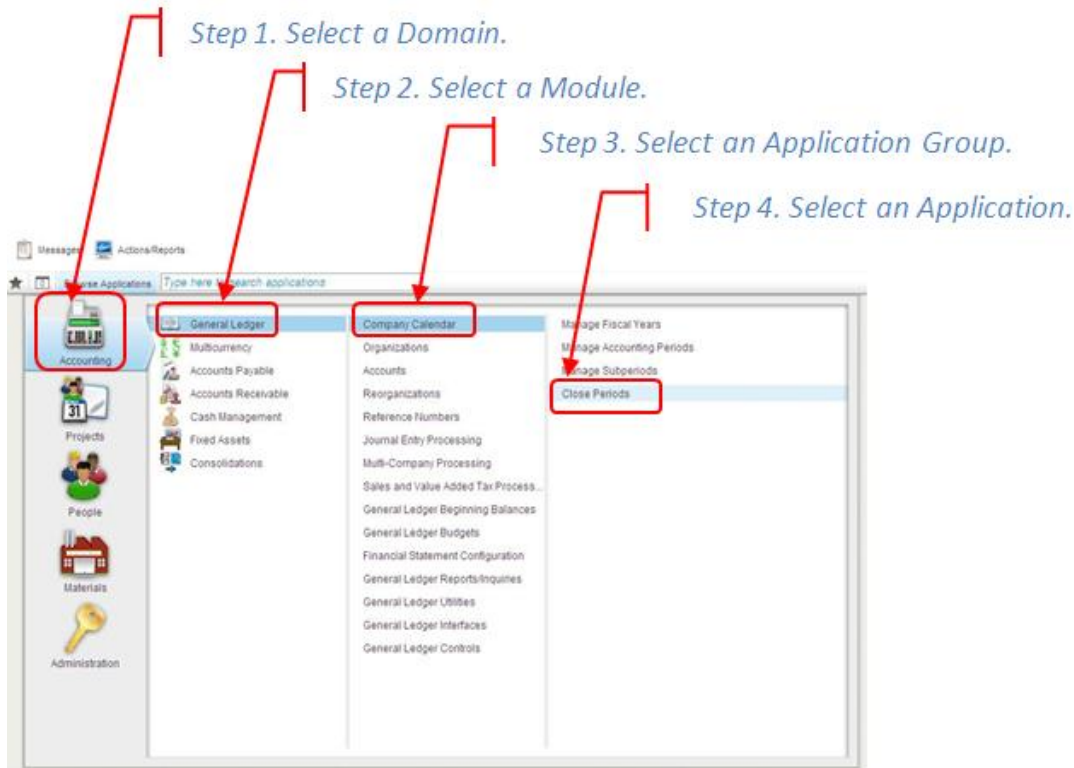 Step 1. Select a Domain.
Step 2. Select a Module.
Step 3. Select an Application Group.
Step 4. Select an Application.
Messages Actions/Reports
Browse Applications Type here to search applications
Accounting
Projects
People
Materials
Administration
General Ledger
Multicurrency
Accounts Payable
Accounts Receivable
Cash Management
Fixed Assets
Consolidations
Company Calendar
Organizations
Accounts
Reorganizations
Reference Numbers
Journal Entry Processing
Multi-Company Processing
Sales and Value Added Tax Process...
General Ledger Beginning Balances
General Ledger Budgets
Financial Statement Configuration
General Ledger Reports/Inquiries
General Ledger Utilities
General Ledger Interfaces
General Ledger Controls
Manage Fiscal Years
Manage Accounting Periods
Manage Subperiods
Close Periods